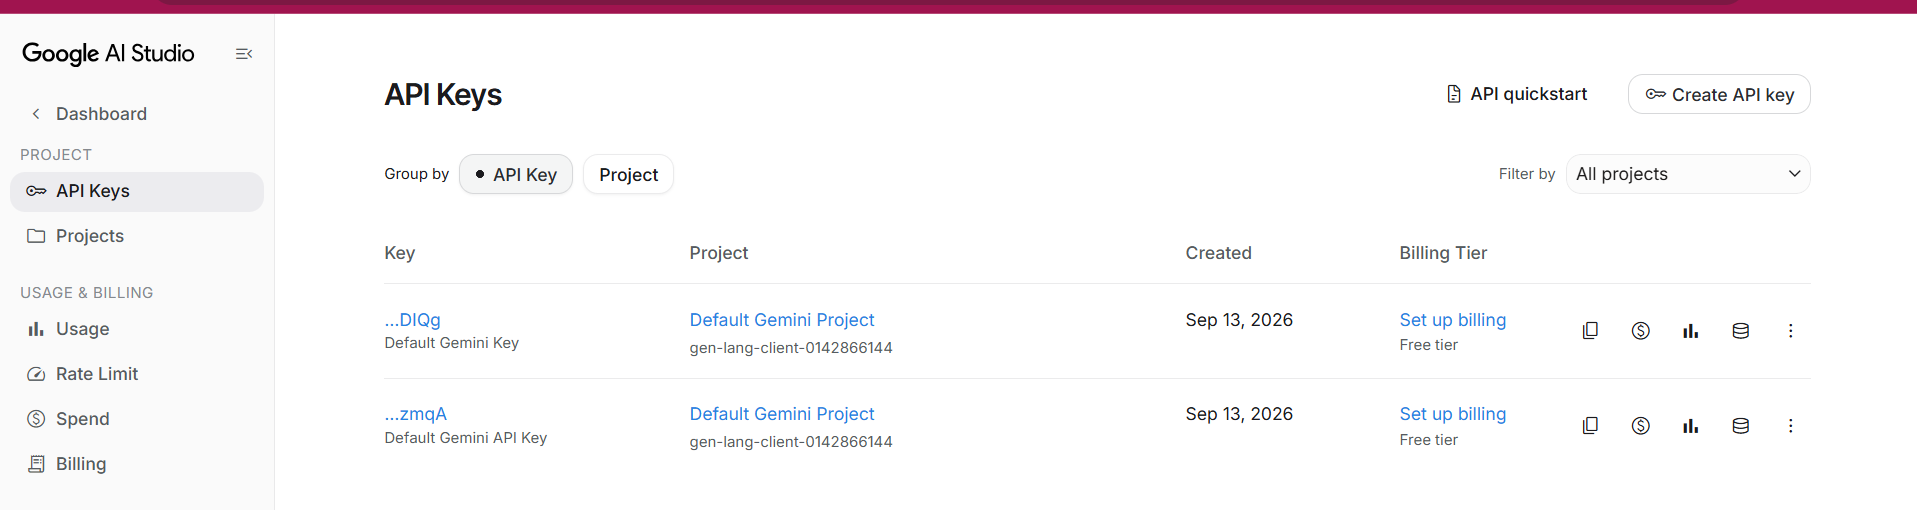 Google AI Studio
Dashboard
PROJECT
API Keys
Projects
USAGE & BILLING
Usage
Rate Limit
Spend
Billing
API Keys
API quickstart
Create API key
Group by
API Key
Project
Filter by
All projects
Key Project Created Billing Tier
...DIQg Default Gemini Project Sep 13, 2026 Set up billing
Default Gemini Key gen-lang-client-0142866144 Free tier
...zmqA Default Gemini Project Sep 13, 2026 Set up billing
Default Gemini API Key gen-lang-client-0142866144 Free tier